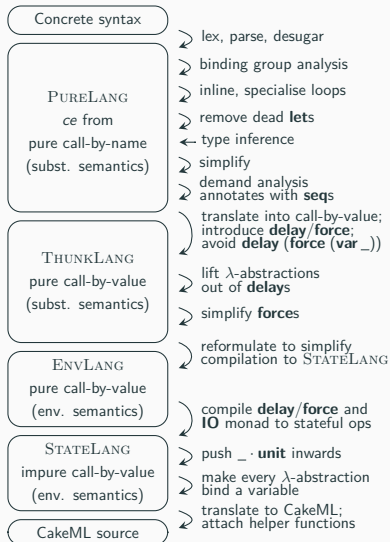 Concrete syntax
lex, parse, desugar
binding group analysis
inline, specialise loops
remove dead lets
type inference
simplify
demand analysis
annotates with seqs
PURELANG
ce from
pure call-by-name
(subst. semantics)
translate into call-by-value;
introduce delay/force;
avoid delay (force (var _))
THUNKLANG
pure call-by-value
(subst. semantics)
lift λ-abstractions
out of delays
simplify forces
reformulate to simplify
compilation to STATELANG
ENVLANG
pure call-by-value
(env. semantics)
compile delay/force and
IO monad to stateful ops
STATELANG
impure call-by-value
(env. semantics)
push _ · unit inwards
make every λ-abstraction
bind a variable
translate to CakeML;
attach helper functions
CakeML source